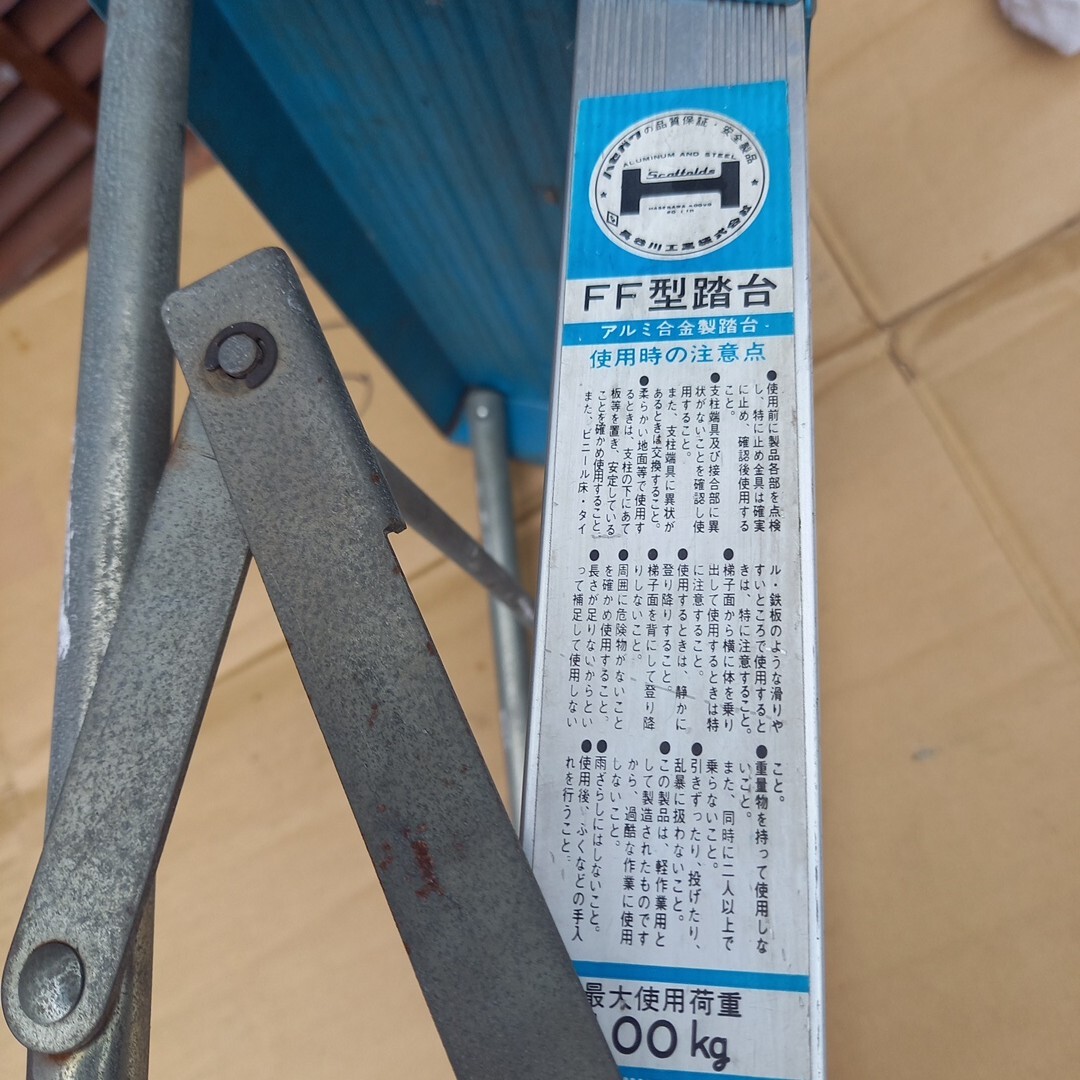 ハセガワの品質保証・安全製品
ALUMINUM AND STEEL
Scaffolds
長谷川工業株式会社
FF型踏台
アルミ合金製踏台
使用時の注意点
●使用前に製品各部を点検
し、特に止め金具は確実
に止め、確認後使用する
こと。
●支柱端具及び接合部に異
状がないことを確認し使
用すること。
また、支柱端具に異状が
あるときは交換すること。
●柔らかい地面等で使用す
るときは、支柱の下にあて
板等を置き、安定している
ことを確かめ使用すること。
また、ビニール床・タイ
ル・鉄板のような滑りや
すいところで使用すると
きは、特に注意すること。
●梯子面から横に体を乗り
出して使用するときは特
に注意すること。
●使用するときは、静かに
登り降りすること。
●梯子面を背にして登り降
りしないこと。
●周囲に危険物がないこと
を確かめ使用すること。
●長さが足りないからとい
って補足して使用しない
こと。
●重量物を持って使用しな
いこと。
また、同時に二人以上で
乗らないこと。
●引きずったり、投げたり、
乱暴に扱わないこと。
●この製品は、軽作業用と
して製造されたものです
から、過酷な作業に使用
しないこと。
●雨ざらしにはしないこと。
●使用後、ふくなどの手入
れを行うこと。
最大使用荷重
00kg